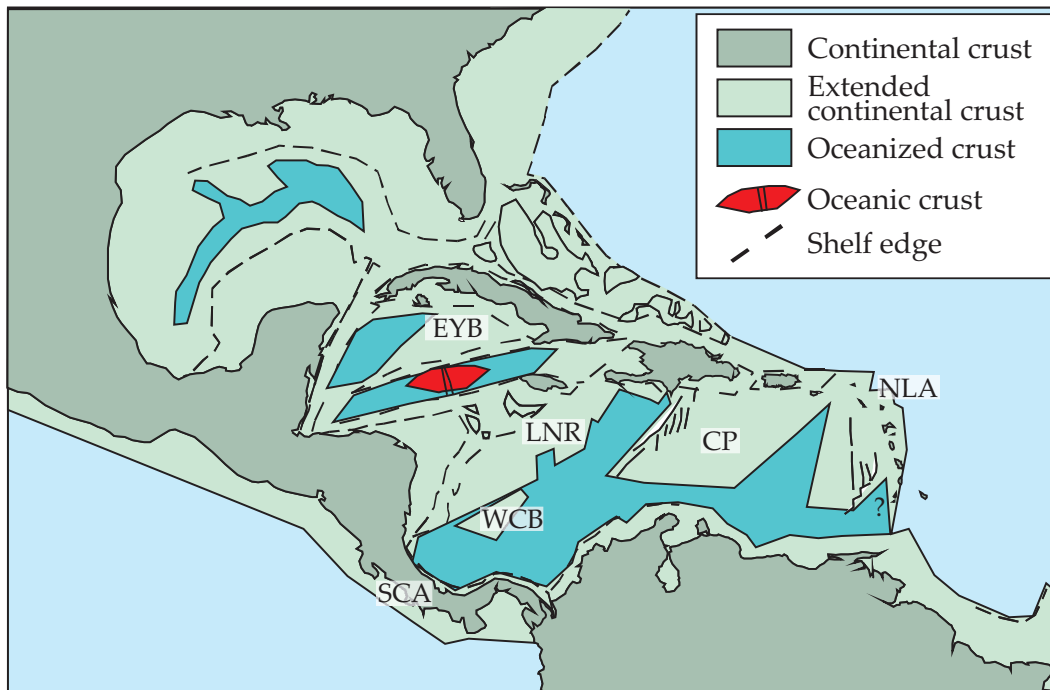 Continental crust
Extended
continental crust
Oceanized crust
Oceanic crust
Shelf edge
EYB
NLA
LNR
CP
WCB
?
SCA